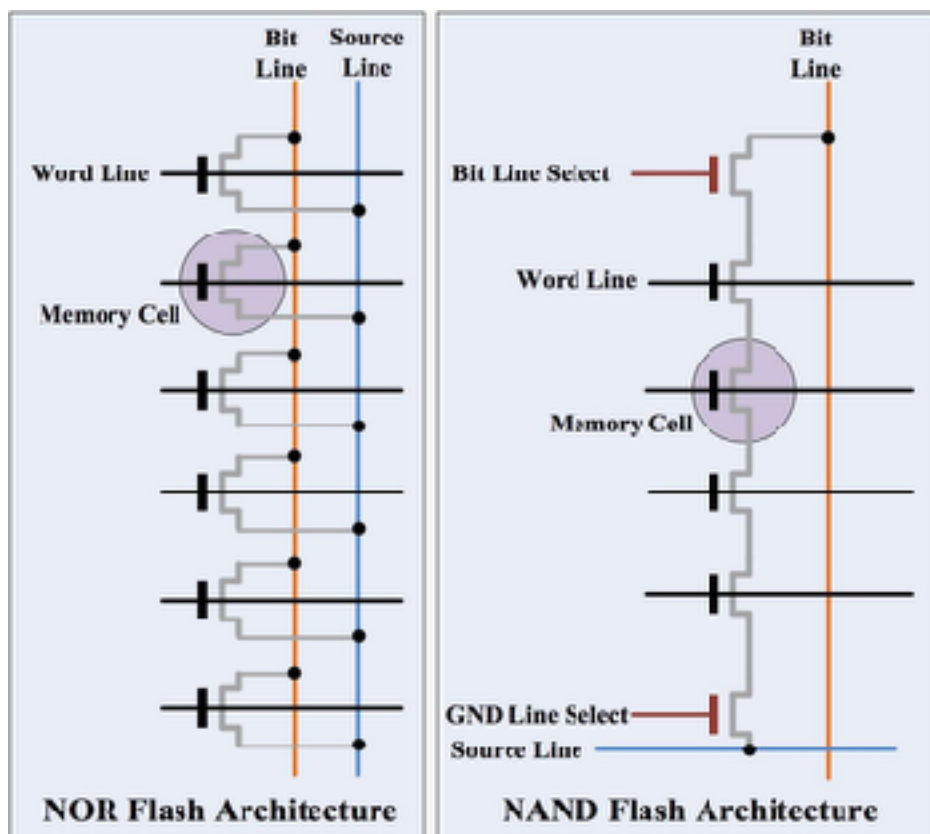 Bit Line
Source Line
Word Line
Memory Cell
NOR Flash Architecture
Bit Line
Bit Line Select
Word Line
Memory Cell
GND Line Select
Source Line
NAND Flash Architecture